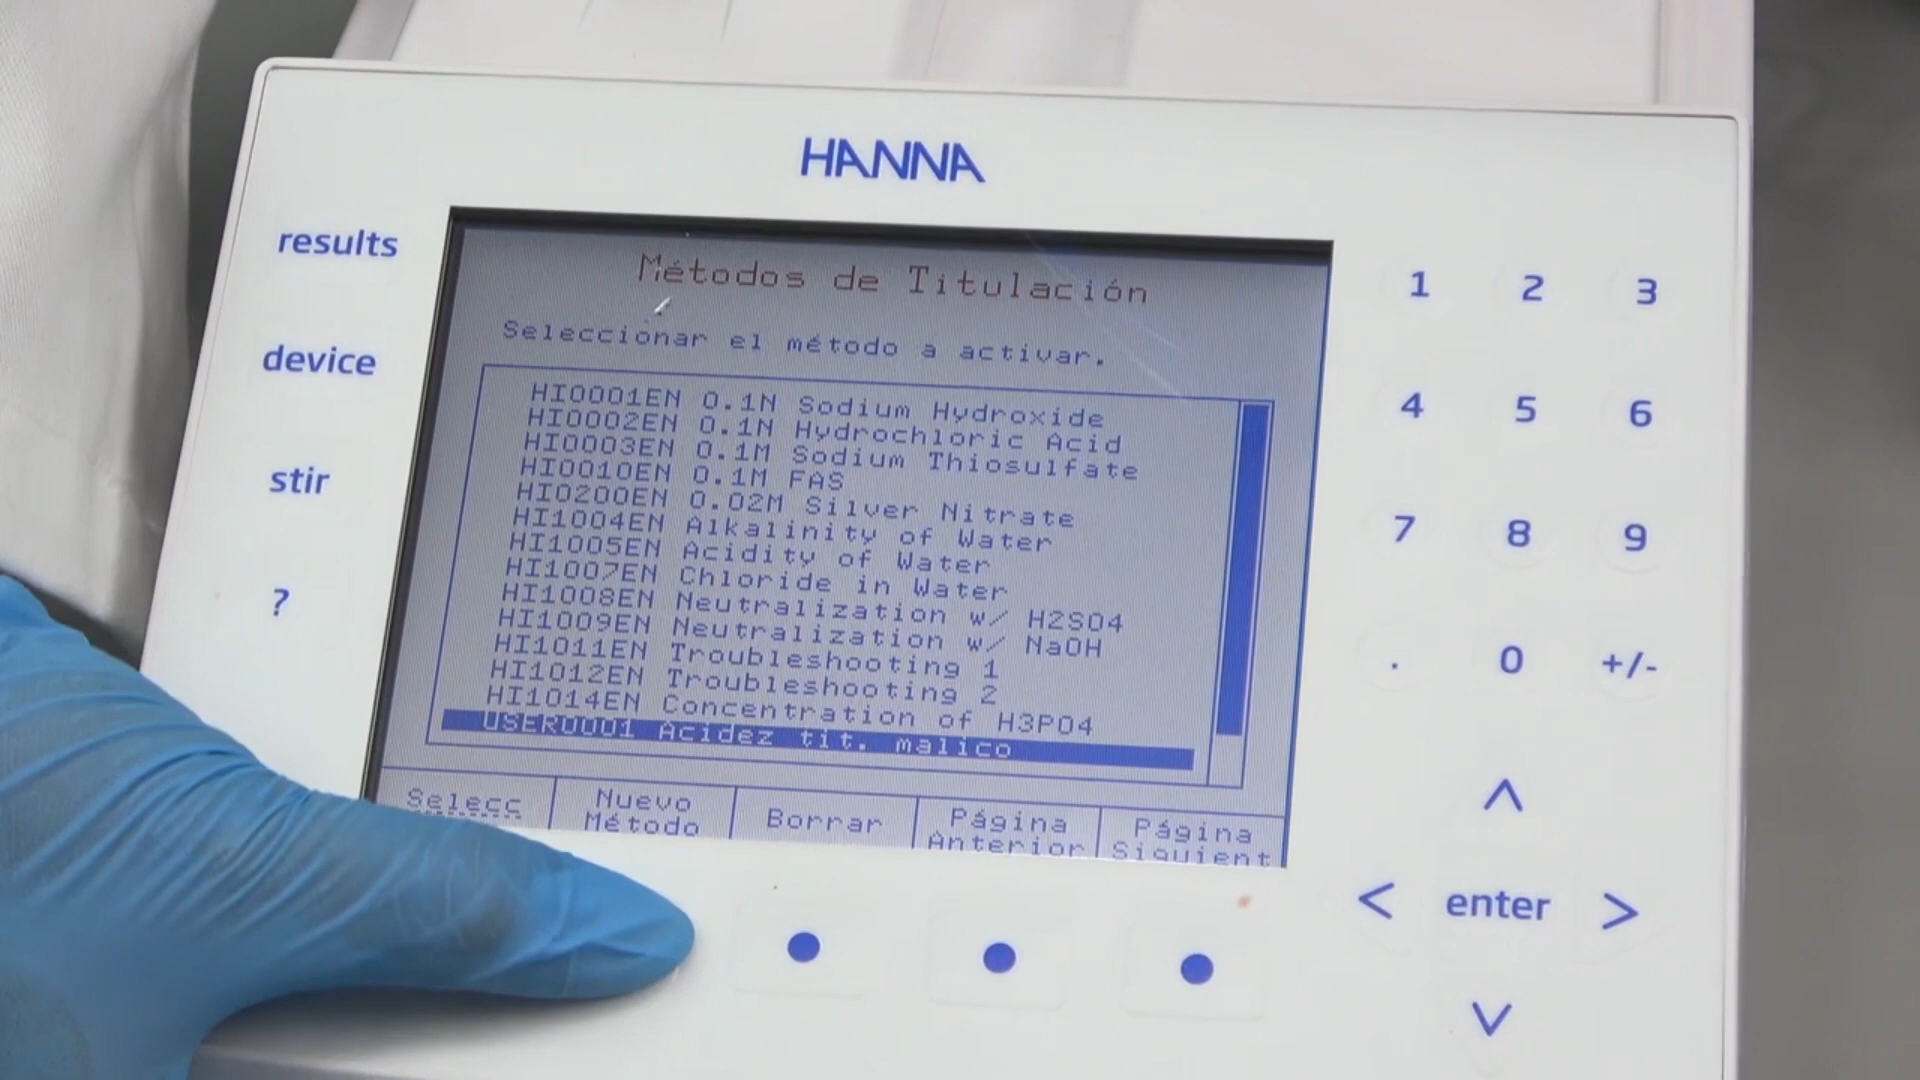 HANNA
results
device
stir
?
Métodos de Titulación
Seleccionar el método a activar.
HI0001EN 0.1N Sodium Hydroxide
HI0002EN 0.1N Hydrochloric Acid
HI0003EN 0.1M Sodium Thiosulfate
HI0010EN 0.1M FAS
HI0200EN 0.02M Silver Nitrate
HI1004EN Alkalinity of Water
HI1005EN Acidity of Water
HI1007EN Chloride in Water
HI1008EN Neutralization w/ H2SO4
HI1009EN Neutralization w/ NaOH
HI1011EN Troubleshooting 1
HI1012EN Troubleshooting 2
HI1014EN Concentration of H3PO4
USER0001 Acidez tit. malico
Selecc
Nuevo Método
Borrar
Página Anterior
Página Siguient
1 2 3
4 5 6
7 8 9
. 0 +/-
< enter >